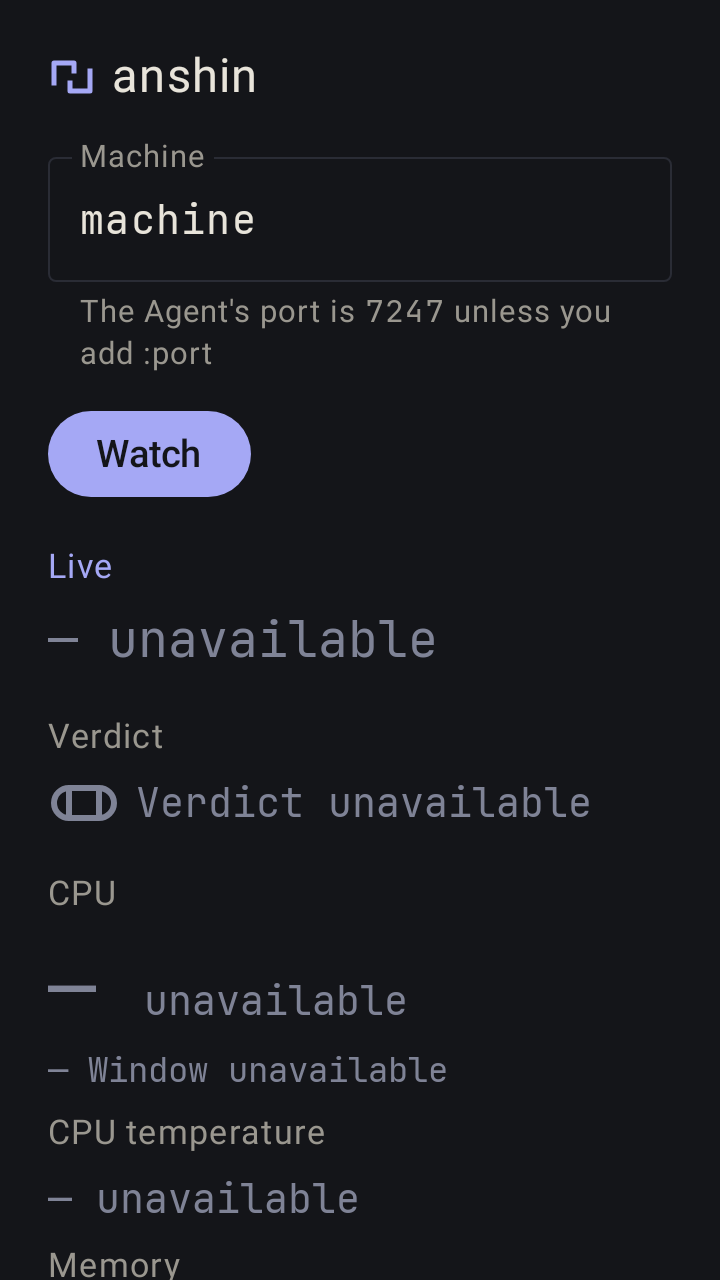 anshin
Machine
machine
The Agent's port is 7247 unless you
add :port
Watch
Live
— unavailable
Verdict
Verdict unavailable
CPU
— unavailable
— Window unavailable
CPU temperature
— unavailable
Memory